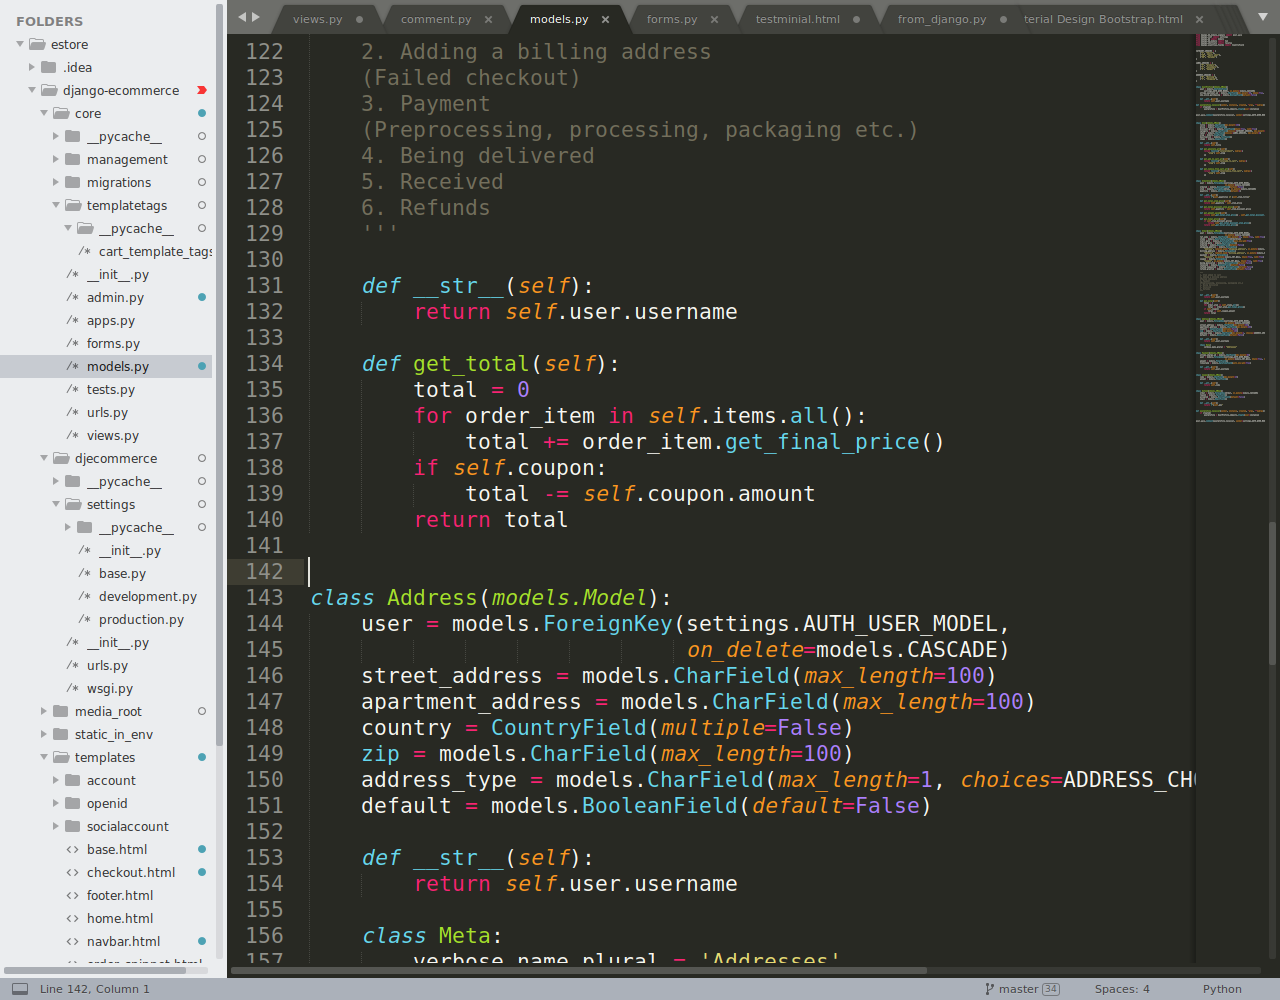 FOLDERS
estore
.idea
django-ecommerce
core
__pycache__
management
migrations
templatetags
__pycache__
/* cart_template_tags
/* __init__.py
/* admin.py
/* apps.py
/* forms.py
/* models.py
/* tests.py
/* urls.py
/* views.py
djecommerce
__pycache__
settings
__pycache__
/* __init__.py
/* base.py
/* development.py
/* production.py
/* __init__.py
/* urls.py
/* wsgi.py
media_root
static_in_env
templates
account
openid
socialaccount
<> base.html
<> checkout.html
<> footer.html
<> home.html
<> navbar.html
views.py
comment.py ×
models.py ×
forms.py ×
testminial.html
from_django.py
terial Design Bootstrap.html ×
122 2. Adding a billing address
123 (Failed checkout)
124 3. Payment
125 (Preprocessing, processing, packaging etc.)
126 4. Being delivered
127 5. Received
128 6. Refunds
129 '''
130
131 def __str__(self):
132 return self.user.username
133
134 def get_total(self):
135 total = 0
136 for order_item in self.items.all():
137 total += order_item.get_final_price()
138 if self.coupon:
139 total -= self.coupon.amount
140 return total
141
142
143 class Address(models.Model):
144 user = models.ForeignKey(settings.AUTH_USER_MODEL,
145 on_delete=models.CASCADE)
146 street_address = models.CharField(max_length=100)
147 apartment_address = models.CharField(max_length=100)
148 country = CountryField(multiple=False)
149 zip = models.CharField(max_length=100)
150 address_type = models.CharField(max_length=1, choices=ADDRESS_CHO
151 default = models.BooleanField(default=False)
152
153 def __str__(self):
154 return self.user.username
155
156 class Meta:
157 verbose_name_plural = 'Addresses'
Line 142, Column 1
master 34
Spaces: 4
Python